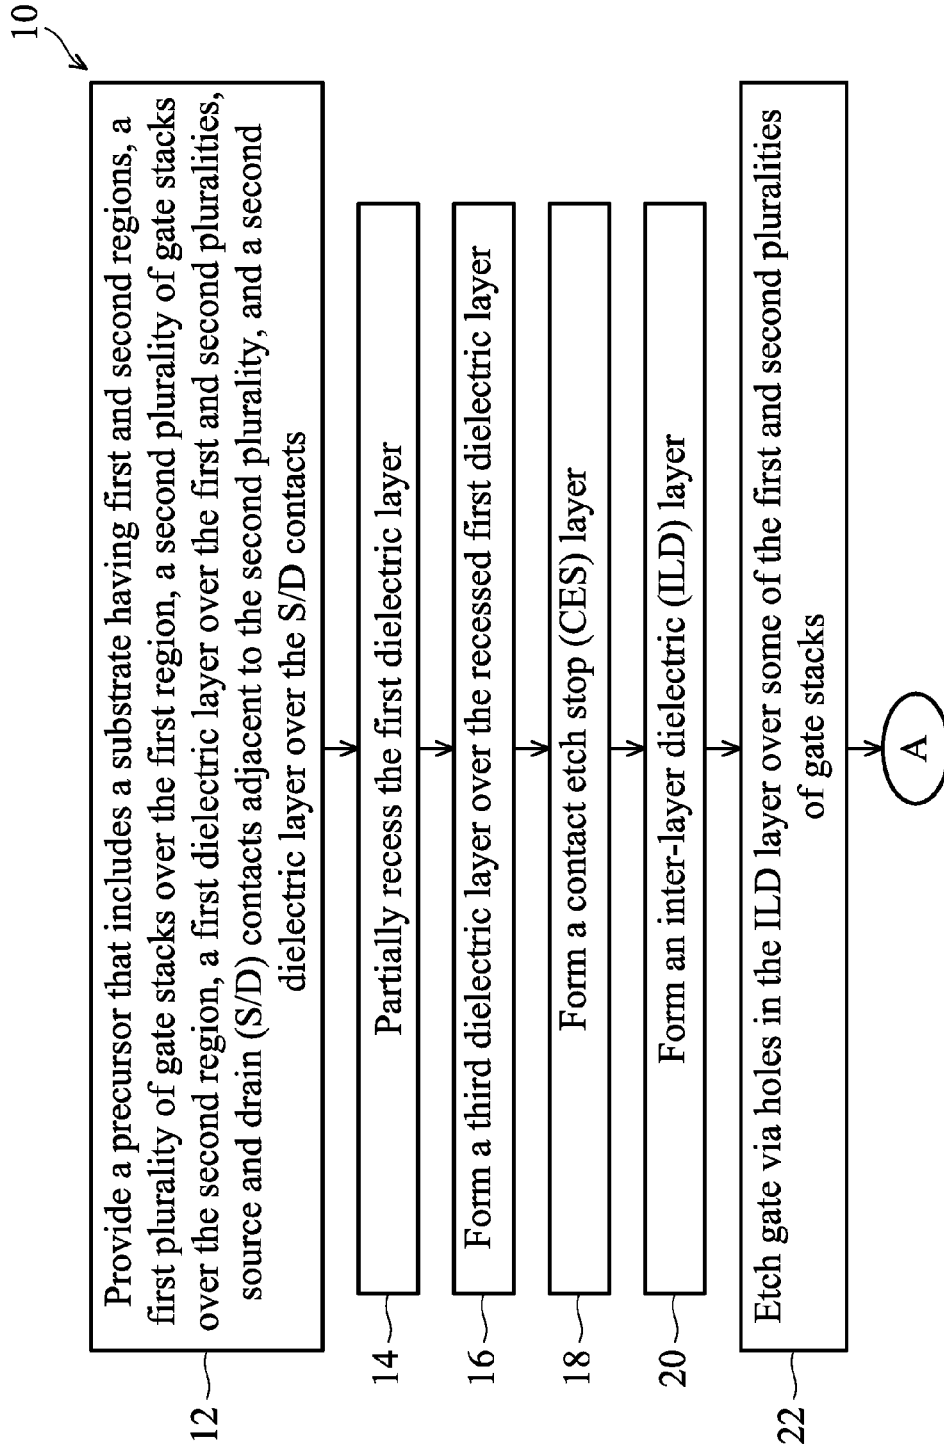 10
12
Provide a precursor that includes a substrate having first and second regions, a
first plurality of gate stacks over the first region, a second plurality of gate stacks
over the second region, a first dielectric layer over the first and second pluralities,
source and drain (S/D) contacts adjacent to the second plurality, and a second
dielectric layer over the S/D contacts
14
Partially recess the first dielectric layer
16
Form a third dielectric layer over the recessed first dielectric layer
18
Form a contact etch stop (CES) layer
20
Form an inter-layer dielectric (ILD) layer
22
Etch gate via holes in the ILD layer over some of the first and second pluralities
of gate stacks
A